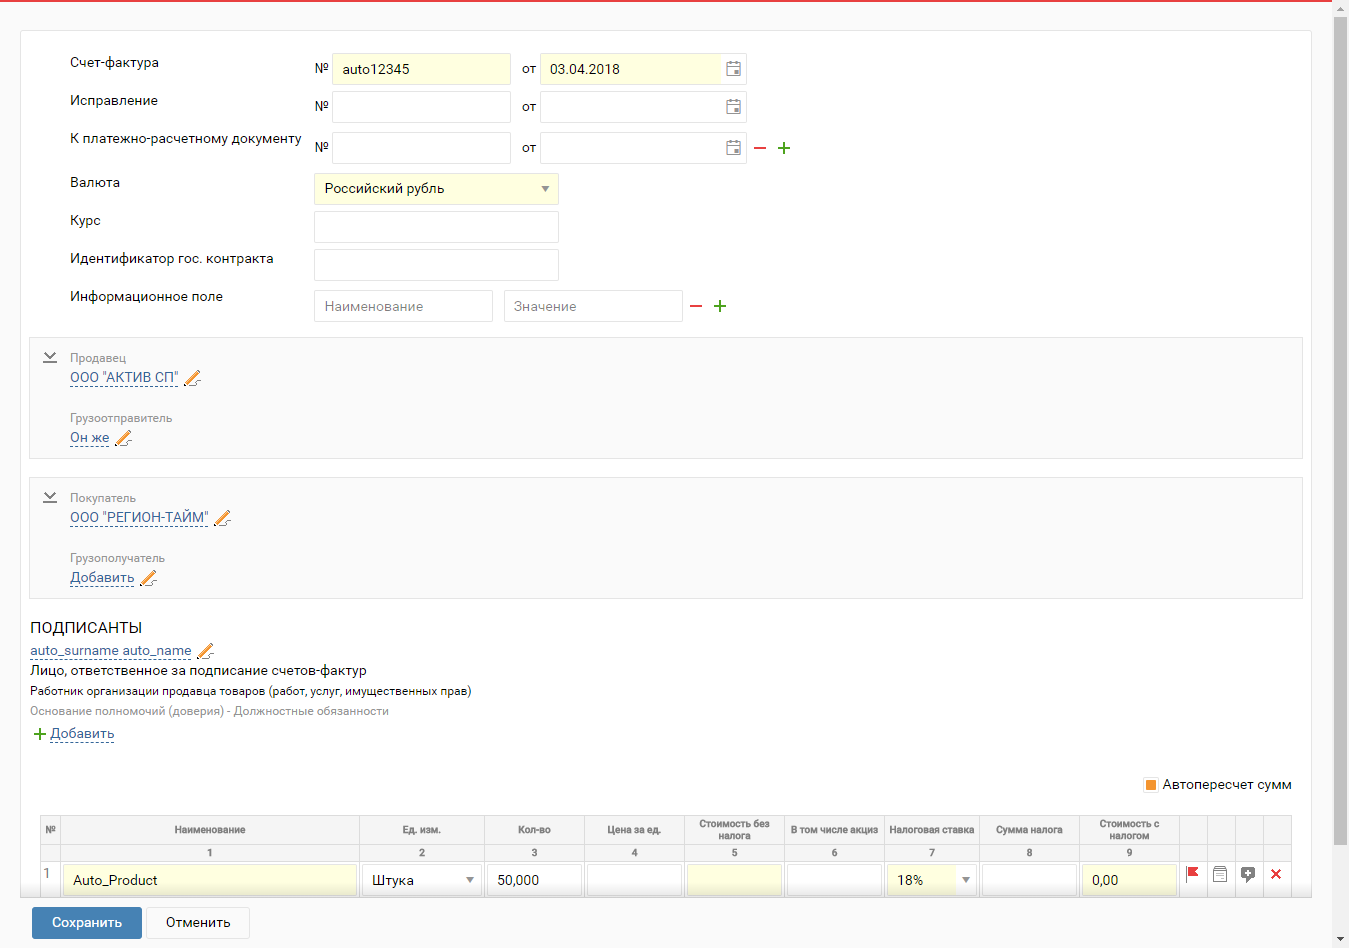 Счет-фактура № auto12345 от 03.04.2018
Исправление № от
К платежно-расчетному документу № от
Валюта Российский рубль
Курс
Идентификатор гос. контракта
Информационное поле Наименование Значение
Продавец
ООО "АКТИВ СП"
Грузоотправитель
Он же
Покупатель
ООО "РЕГИОН-ТАЙМ"
Грузополучатель
Добавить
ПОДПИСАНТЫ
auto_surname auto_name
Лицо, ответственное за подписание счетов-фактур
Работник организации продавца товаров (работ, услуг, имущественных прав)
Основание полномочий (доверия) - Должностные обязанности
Добавить
Автопересчет сумм
№ Наименование Ед. изм. Кол-во Цена за ед. Стоимость без налога В том числе акциз Налоговая ставка Сумма налога Стоимость с налогом
1 2 3 4 5 6 7 8 9
1 Auto_Product Штука 50,000 18% 0,00
Сохранить Отменить